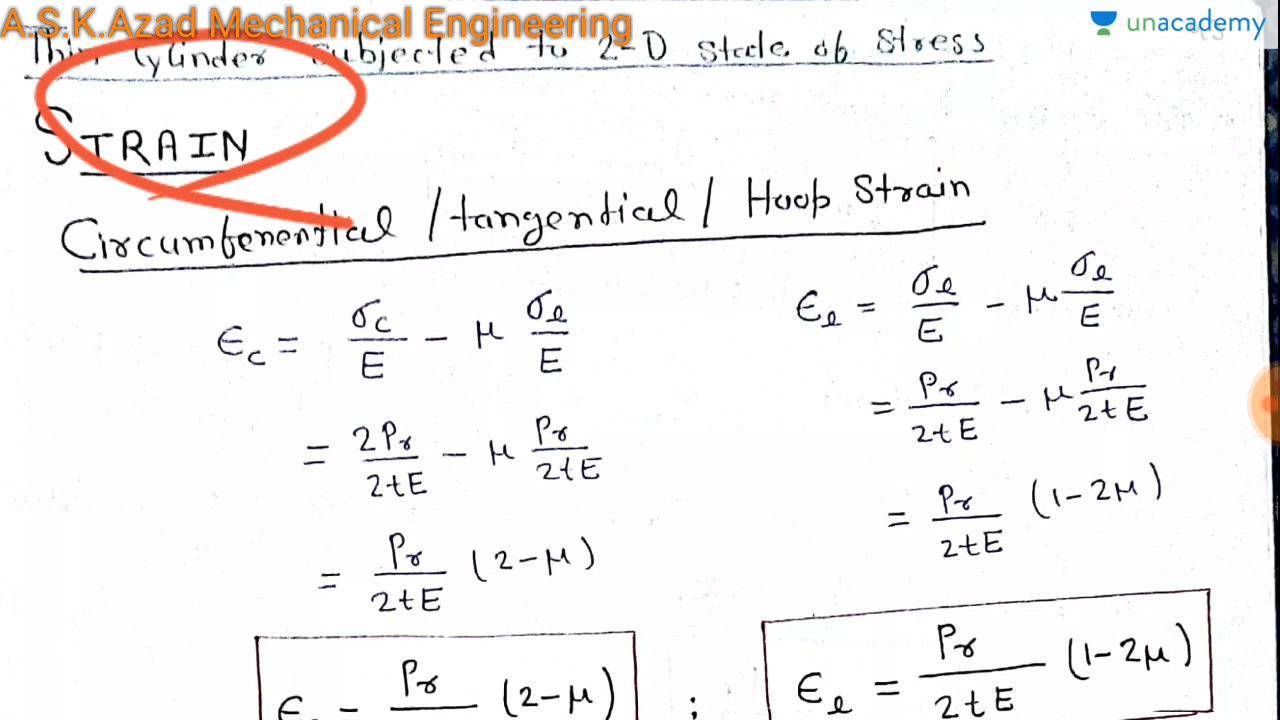 A.S.K.Azad Mechanical Engineering
unacademy
Thin Cylinder subjected to 2-D state of Stress
STRAIN
Circumferential / tangential / Hoop Strain
ϵc = σc/E - μ σl/E
= 2Pr/2tE - μ Pr/2tE
= Pr/2tE (2-μ)
Pr (2-μ) ;
ϵl = σl/E - μ σl/E
= Pr/2tE - μ Pr/2tE
= Pr/2tE (1-2μ)
ϵl = Pr/2tE (1-2μ)